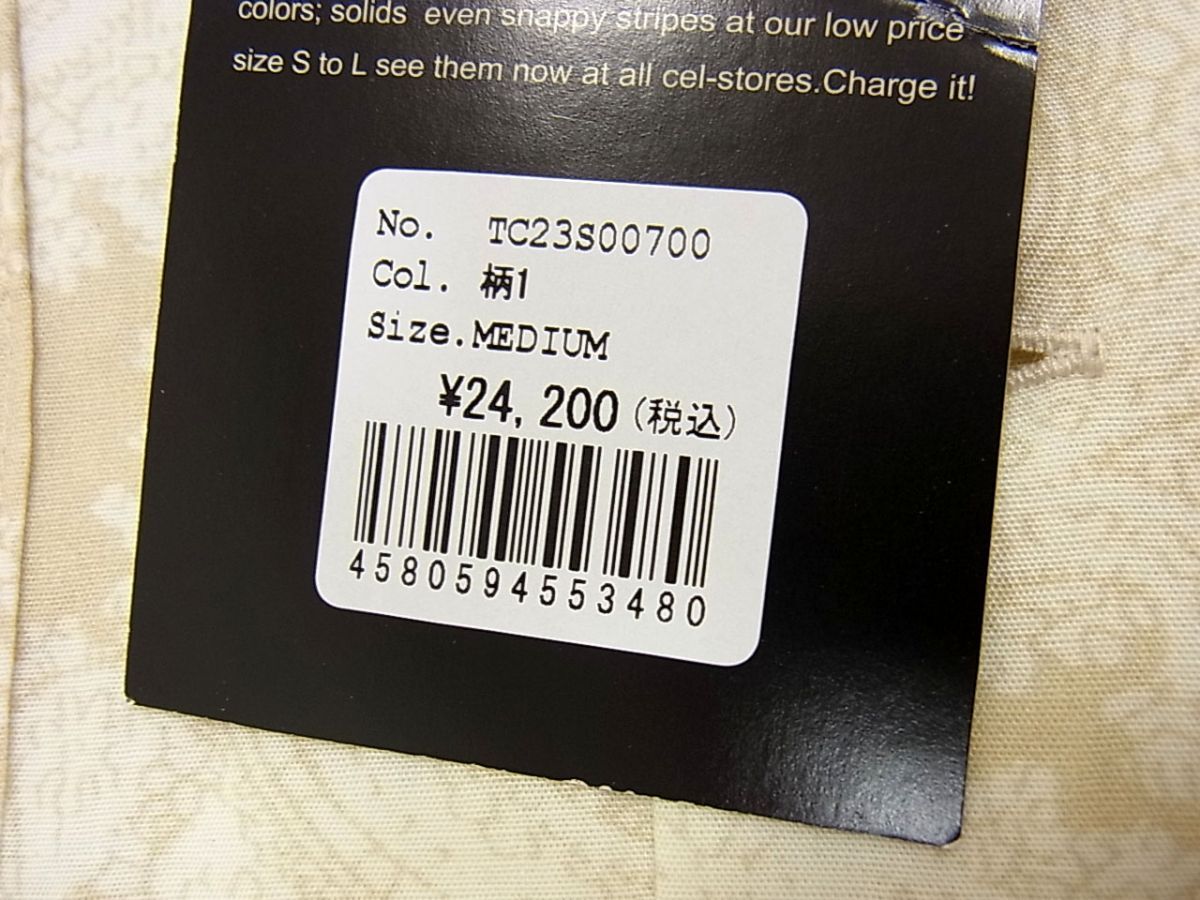 colors; solids even snappy stripes at our low price
size S to L see them now at all cel-stores.Charge it!
No. TC23S00700
Col. 柄1
Size.MEDIUM
¥24,200(税込)
4580594553480